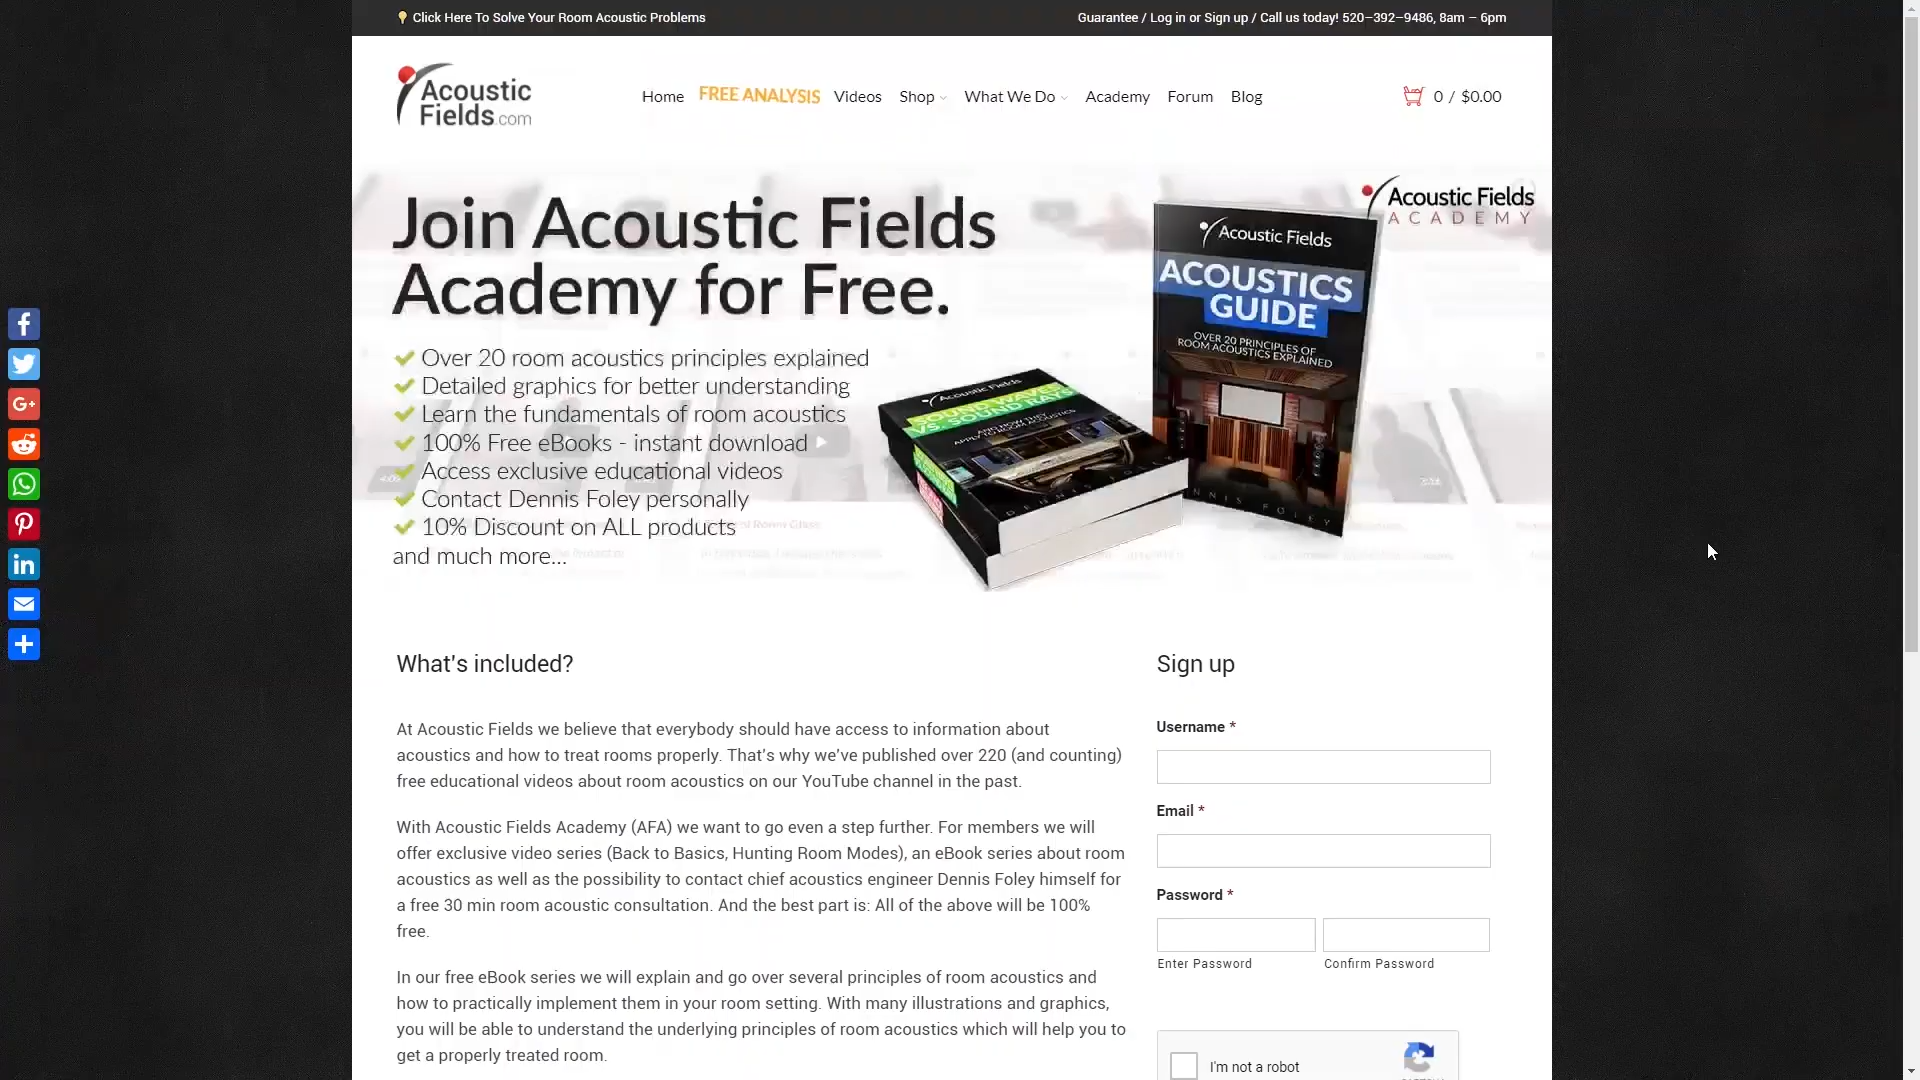 Click Here To Solve Your Room Acoustic Problems
Guarantee / Log in or Sign up / Call us today! 520–392–9486, 8am – 6pm
Acoustic
Fields.com
Home
FREE ANALYSIS
Videos
Shop
What We Do
Academy
Forum
Blog
0 / $0.00
Join Acoustic Fields
Academy for Free.
Over 20 room acoustics principles explained
Detailed graphics for better understanding
Learn the fundamentals of room acoustics
100% Free eBooks - instant download
Access exclusive educational videos
Contact Dennis Foley personally
10% Discount on ALL products
and much more...
Acoustic Fields
SOUND WAVES
VS. SOUND RAYS
Acoustic Fields
ACOUSTICS
GUIDE
OVER 20 PRINCIPLES OF
ROOM ACOUSTICS EXPLAINED
Acoustic Fields
ACADEMY
What's included?
At Acoustic Fields we believe that everybody should have access to information about
acoustics and how to treat rooms properly. That's why we've published over 220 (and counting)
free educational videos about room acoustics on our YouTube channel in the past.
With Acoustic Fields Academy (AFA) we want to go even a step further. For members we will
offer exclusive video series (Back to Basics, Hunting Room Modes), an eBook series about room
acoustics as well as the possibility to contact chief acoustics engineer Dennis Foley himself for
a free 30 min room acoustic consultation. And the best part is: All of the above will be 100%
free.
In our free eBook series we will explain and go over several principles of room acoustics and
how to practically implement them in your room setting. With many illustrations and graphics,
you will be able to understand the underlying principles of room acoustics which will help you to
get a properly treated room.
Sign up
Username *
Email *
Password *
Enter Password
Confirm Password
I'm not a robot